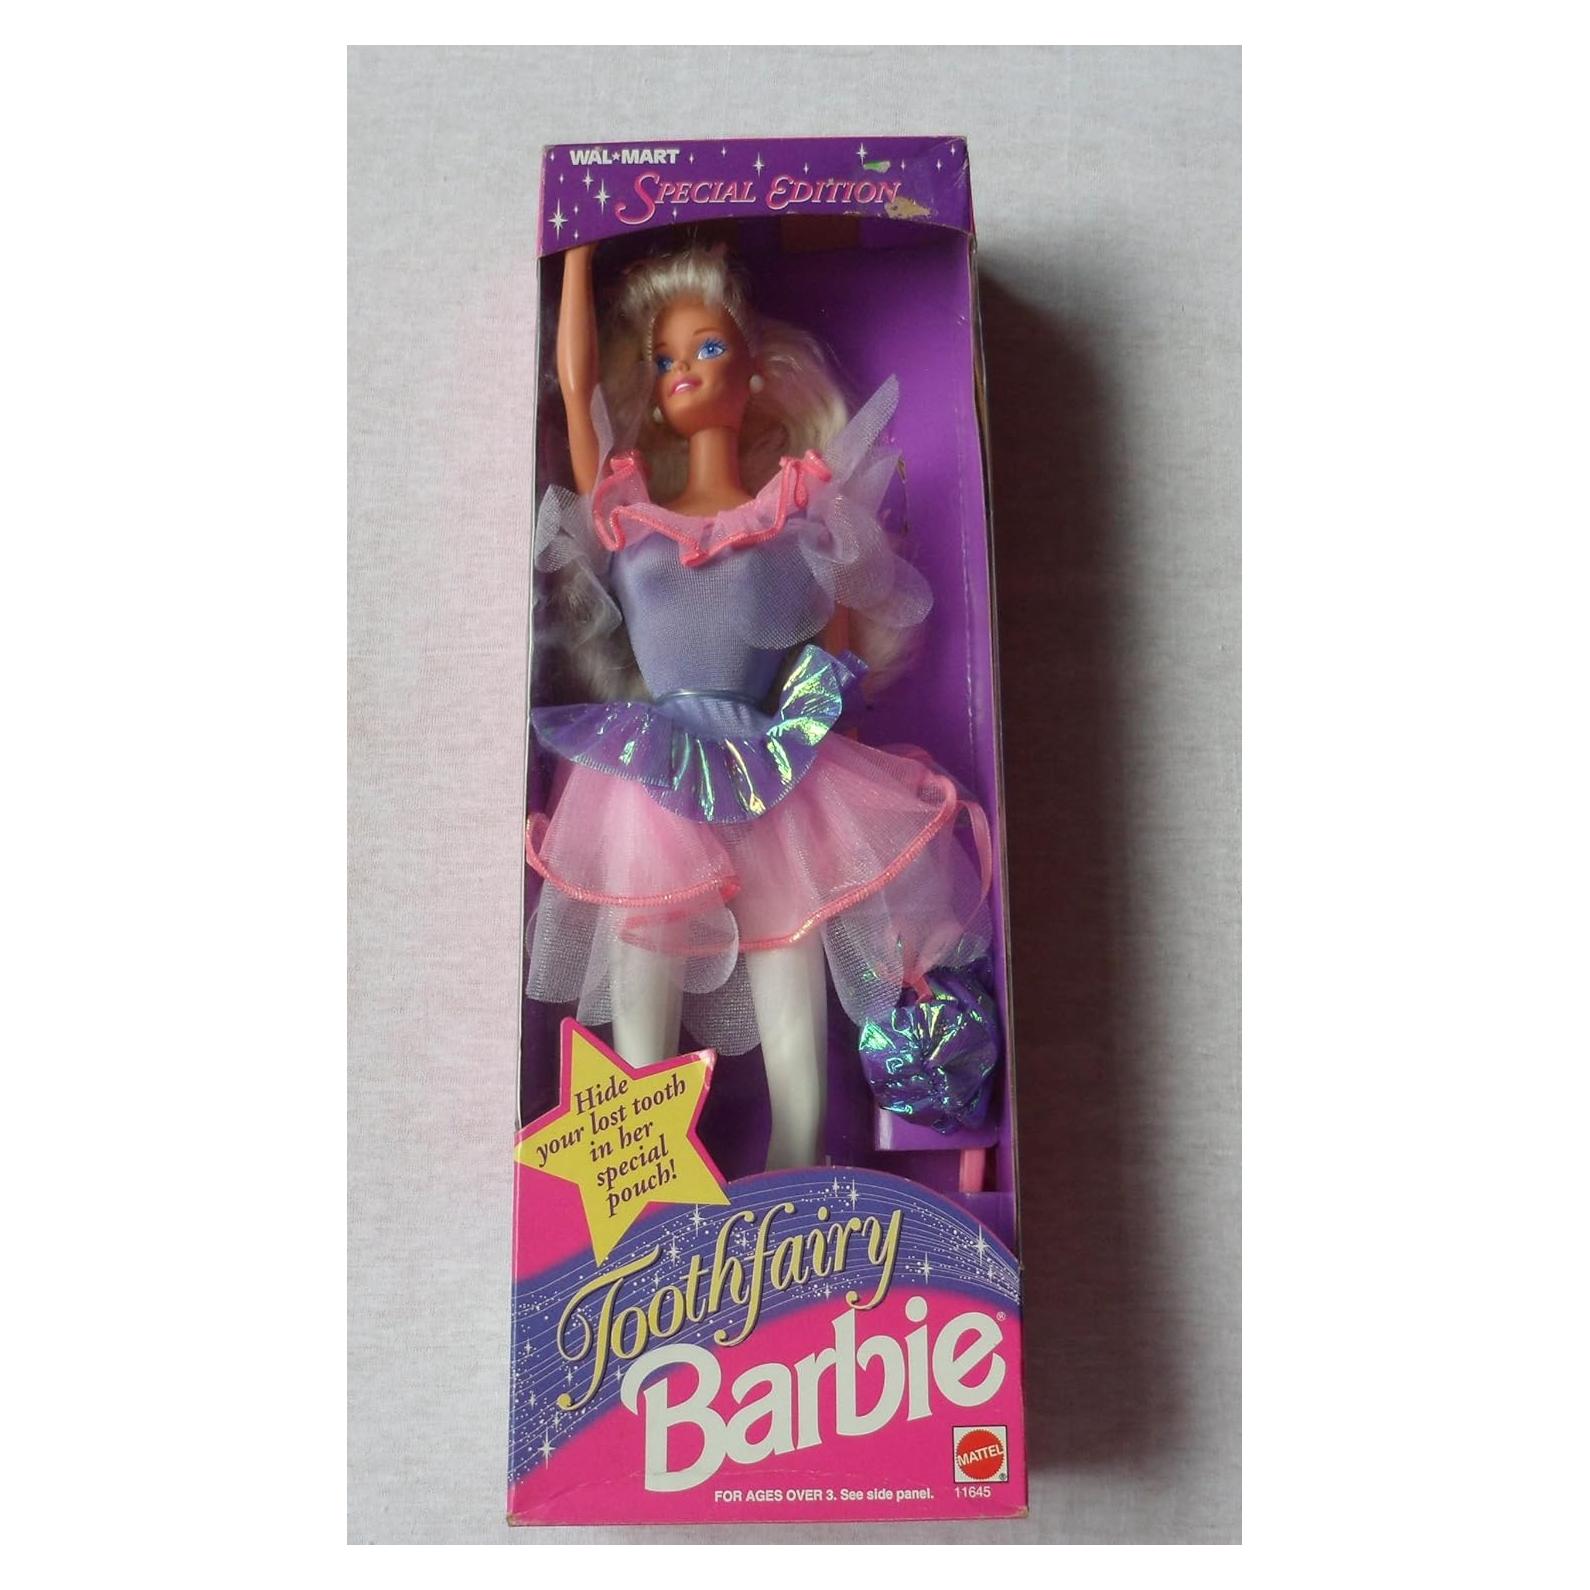 WAL★MART
SPECIAL EDITION
Hide
your lost tooth
in her
special
pouch!
Toothfairy
Barbie®
MATTEL®
FOR AGES OVER 3. See side panel. 11645